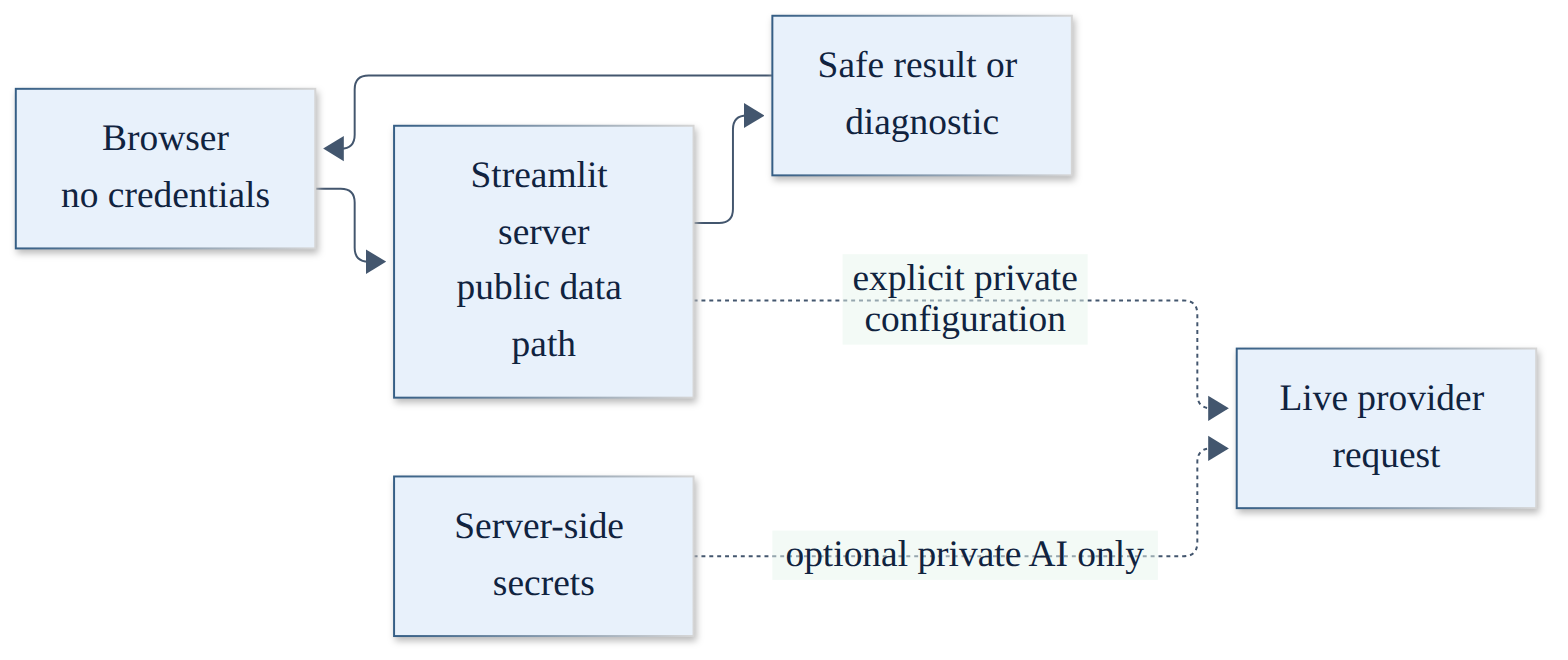 Browser
no credentials
Streamlit
server
public data
path
Safe result or
diagnostic
explicit private
configuration
Server-side
secrets
optional private AI only
Live provider
request